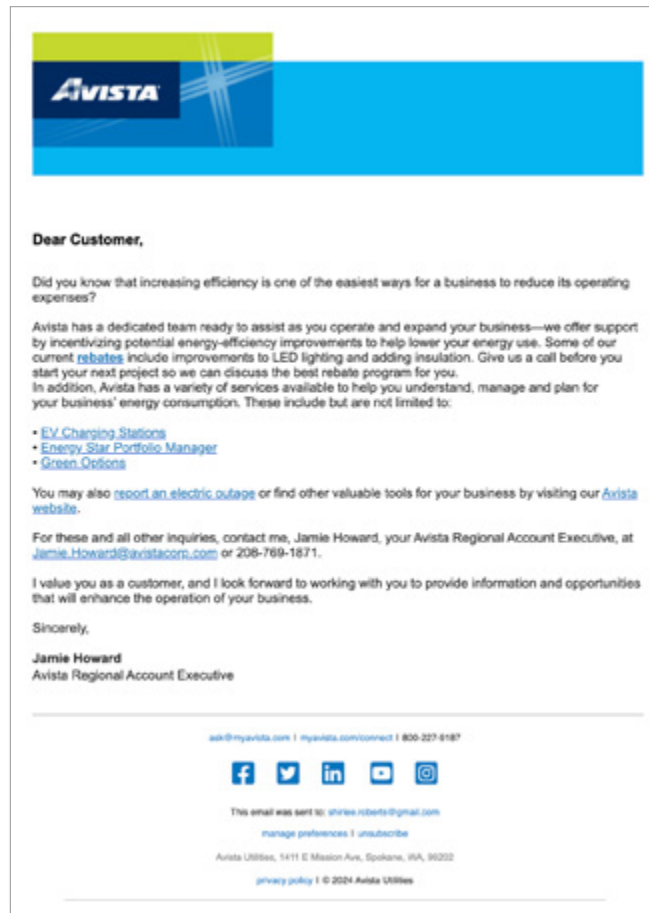 AVISTA
Dear Customer,
Did you know that increasing efficiency is one of the easiest ways for a business to reduce its operating
expenses?
Avista has a dedicated team ready to assist as you operate and expand your business—we offer support
by incentivizing potential energy-efficiency improvements to help lower your energy use. Some of our
current rebates include improvements to LED lighting and adding insulation. Give us a call before you
start your next project so we can discuss the best rebate program for you.
In addition, Avista has a variety of services available to help you understand, manage and plan for
your business' energy consumption. These include but are not limited to:
• EV Charging Stations
• Energy Star Portfolio Manager
• Green Options
You may also report an electric outage or find other valuable tools for your business by visiting our Avista
website.
For these and all other inquiries, contact me, Jamie Howard, your Avista Regional Account Executive, at
Jamie.Howard@avistacorp.com or 208-769-1871.
I value you as a customer, and I look forward to working with you to provide information and opportunities
that will enhance the operation of your business.
Sincerely,
Jamie Howard
Avista Regional Account Executive
ask@myavista.com | myavista.com/connect | 800-227-9187
This email was sent to: shirlee.roberts@gmail.com
manage preferences | unsubscribe
Avista Utilities, 1411 E Mission Ave, Spokane, WA, 99202
privacy policy | © 2024 Avista Utilities